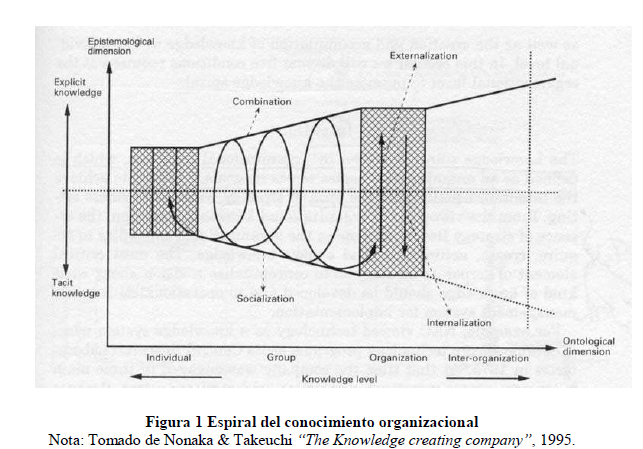 Epistemological
dimension
Externalization
Explicit
knowledge
Combination
Tacit
knowledge
Socialization
Internalization
Ontological
dimension
Individual
Group
Organization
Inter-organization
Knowledge level
Figura 1 Espiral del conocimiento organizacional
Nota: Tomado de Nonaka & Takeuchi “The Knowledge creating company”, 1995.